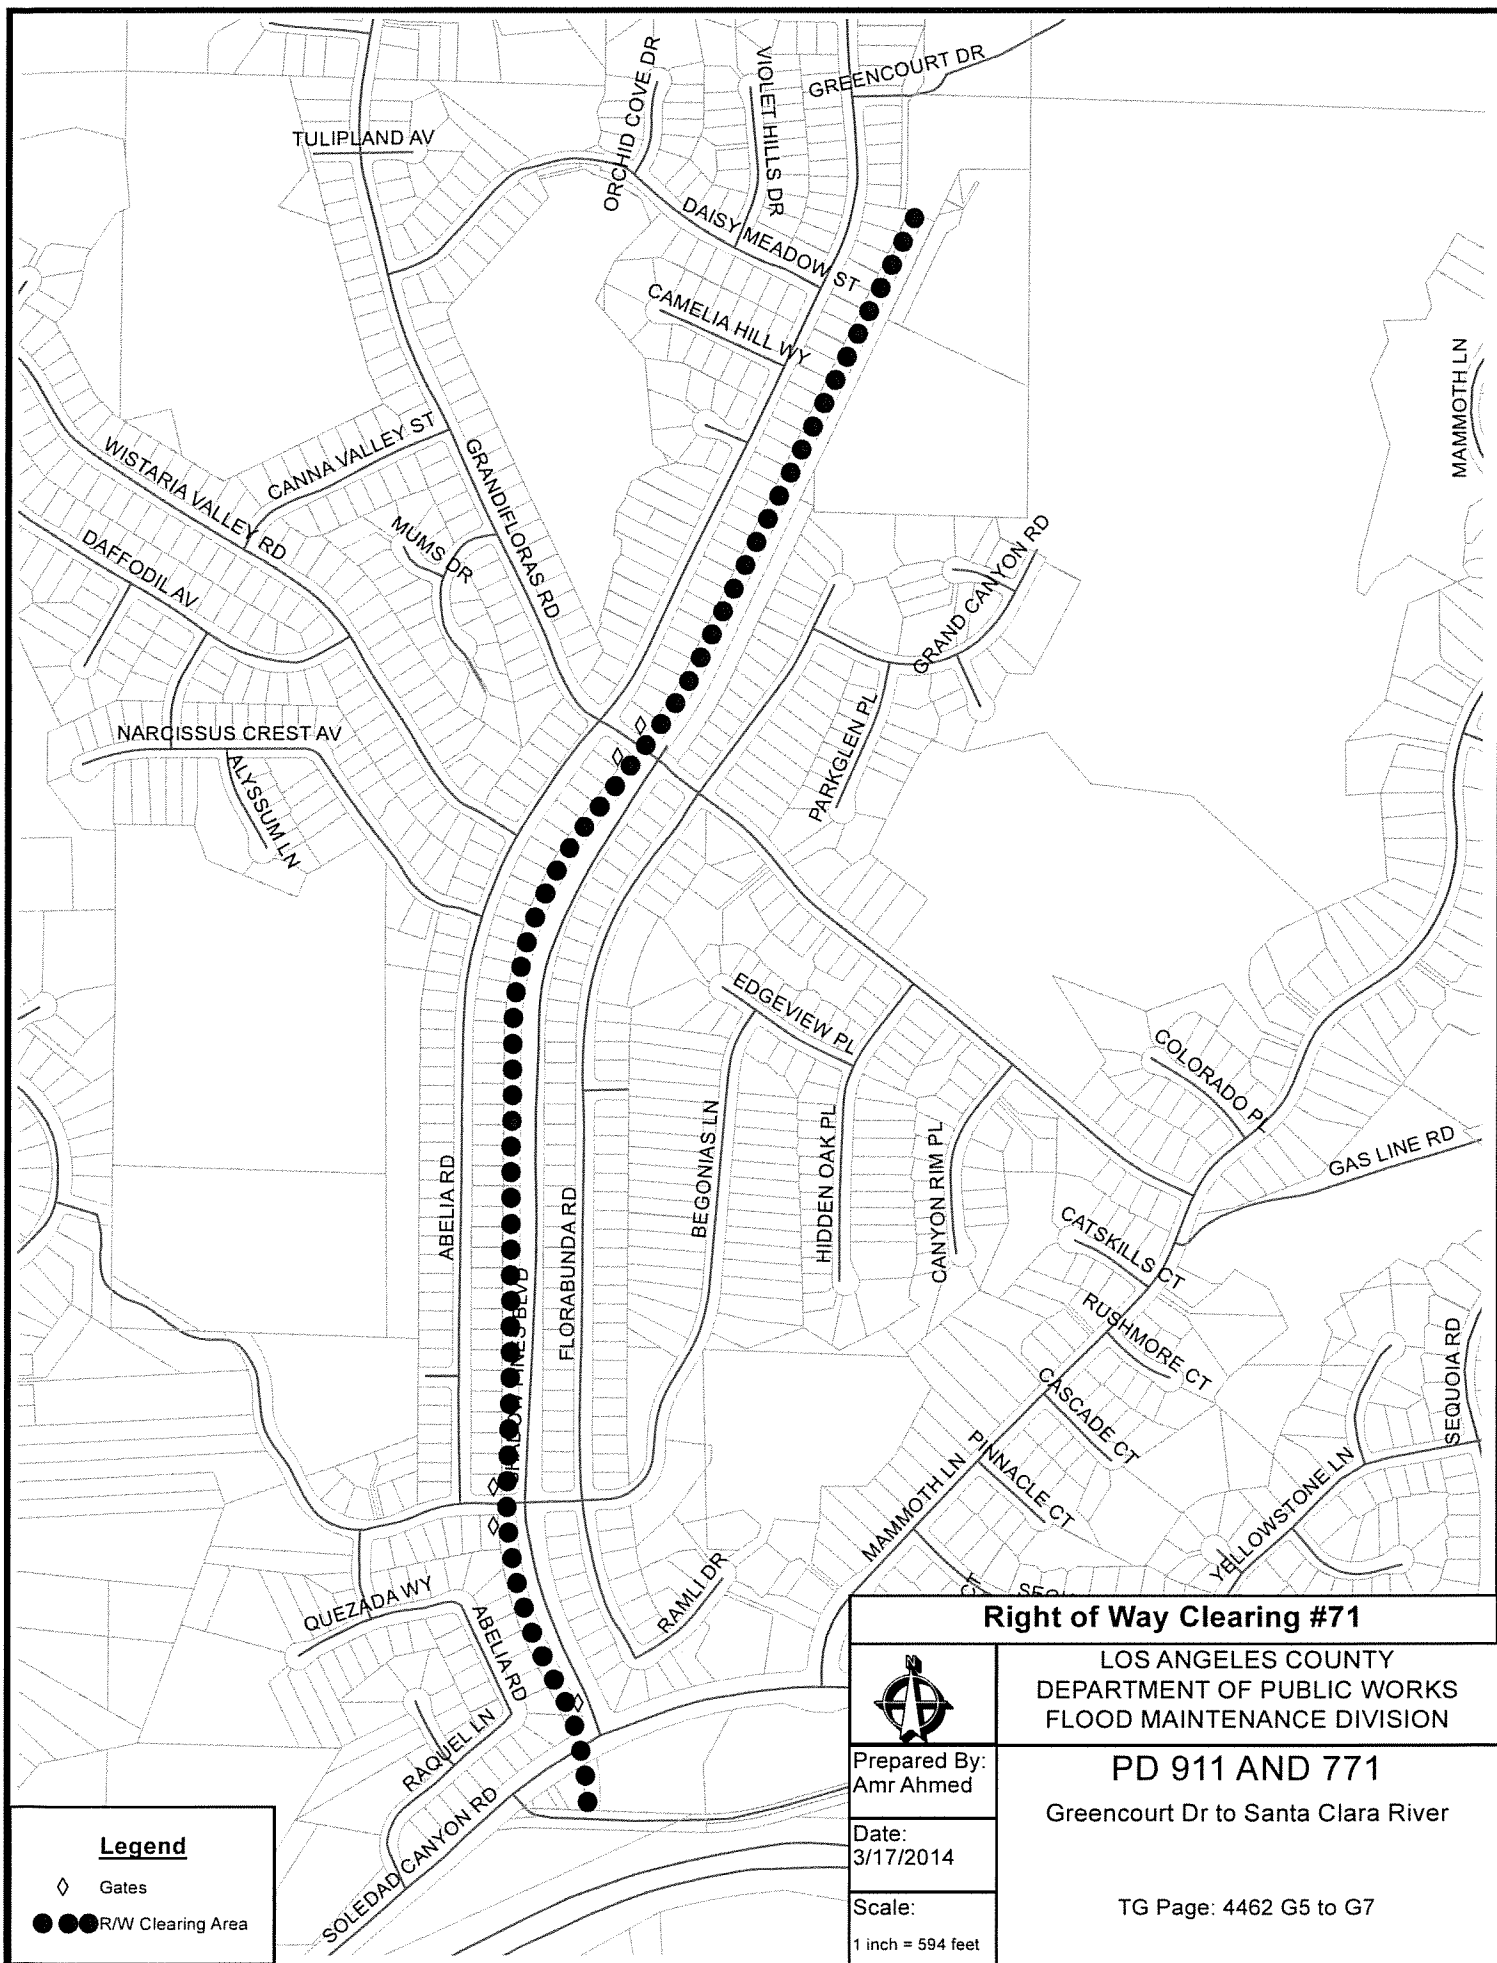 ORCHID COVE DR
VIOLET HILLS DR
GREENCOURT DR
TULIPLAND AV
DAISY MEADOW ST
CAMELIA HILL WY
MAMMOTH LN
WISTARIA VALLEY RD
CANNA VALLEY ST
GRANDIFLORAS RD
DAFFODIL AV
MUMS DR
GRAND CANYON RD
NARCISSUS CREST AV
ALYSSUM LN
PARKGLEN PL
EDGEVIEW PL
COLORADO PL
GAS LINE RD
ABELIA RD
BEGONIAS LN
HIDDEN OAK PL
CANYON RIM PL
FLORABUNDA RD
CATSKILLS CT
RUSHMORE CT
SEQUOIA RD
CASCADE CT
PINNACLE CT
MAMMOTH LN
YELLOWSTONE LN
PINES BLVD
QUEZADA WY
ABELIA RD
RAMLI DR
RAQUEL LN
SOLEDAD CANYON RD
Right of Way Clearing #71
N
LOS ANGELES COUNTY
DEPARTMENT OF PUBLIC WORKS
FLOOD MAINTENANCE DIVISION
Prepared By:
Amr Ahmed
PD 911 AND 771
Greencourt Dr to Santa Clara River
Date:
3/17/2014
TG Page: 4462 G5 to G7
Scale:
1 inch = 594 feet
Legend
Gates
R/W Clearing Area